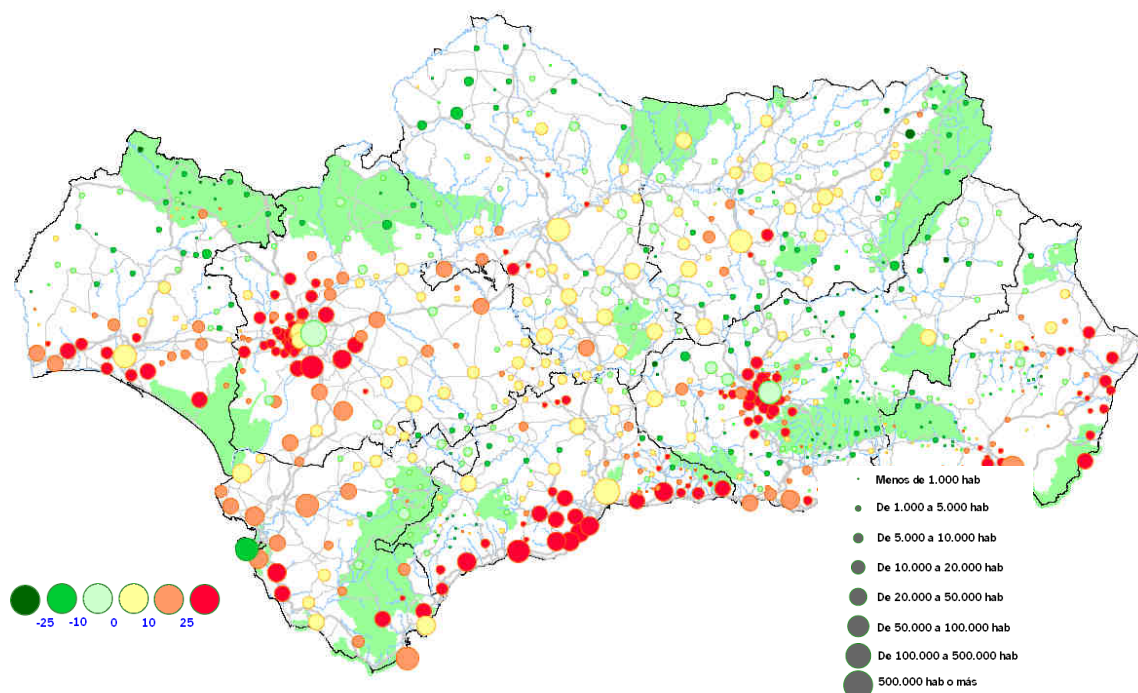 Menos de 1.000 hab
De 1.000 a 5.000 hab
De 5.000 a 10.000 hab
De 10.000 a 20.000 hab
De 20.000 a 50.000 hab
De 50.000 a 100.000 hab
De 100.000 a 500.000 hab
500.000 hab o más
-25 -10 0 10 25